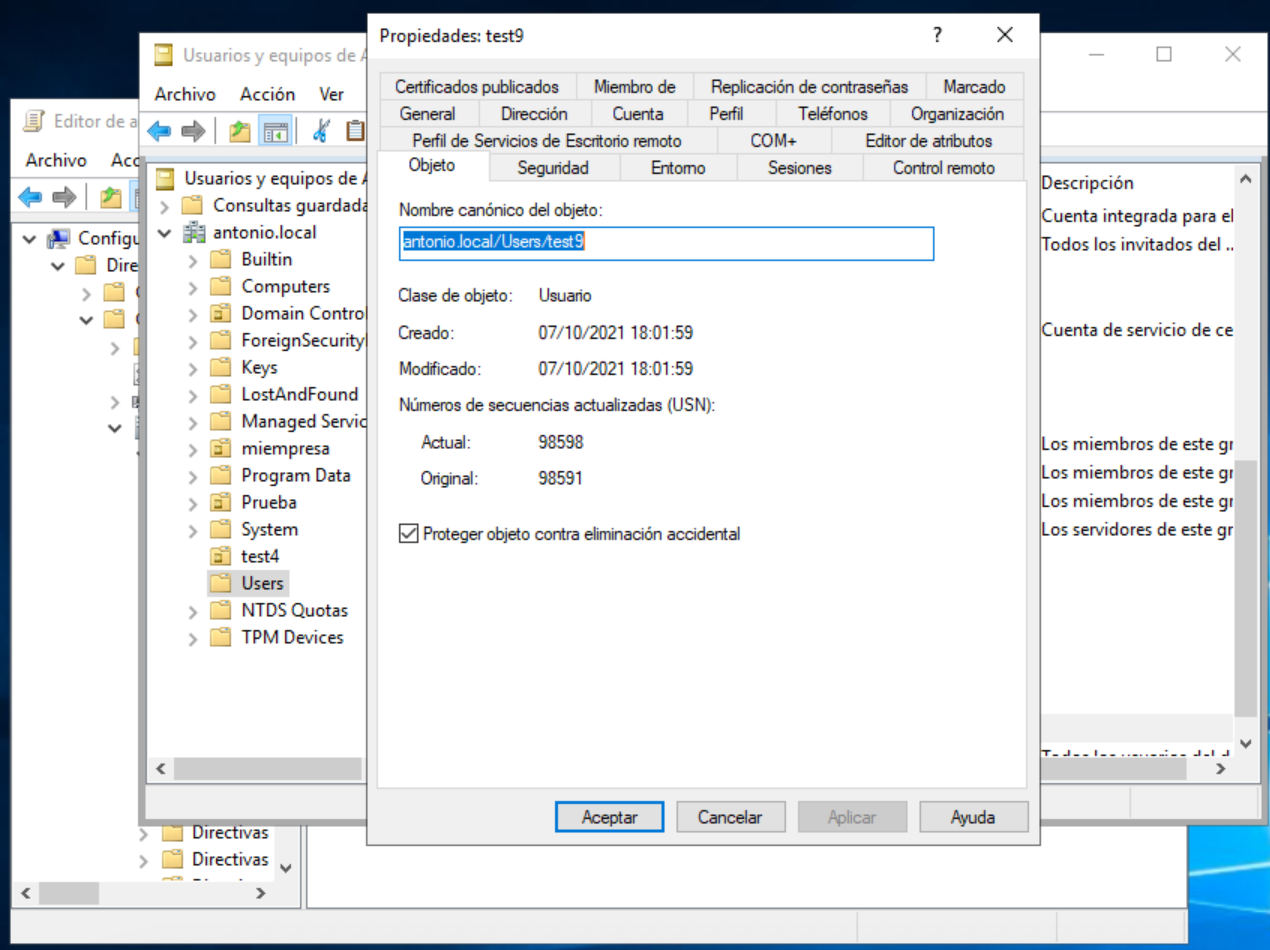 Propiedades: test9
?
Certificados publicados Miembro de Replicación de contraseñas Marcado
General Dirección Cuenta Perfil Teléfonos Organización
Perfil de Servicios de Escritorio remoto COM+ Editor de atributos
Objeto Seguridad Entorno Sesiones Control remoto
Nombre canónico del objeto:
antonio.local/Users/test9
Clase de objeto: Usuario
Creado: 07/10/2021 18:01:59
Modificado: 07/10/2021 18:01:59
Números de secuencias actualizadas (USN):
Actual: 98598
Original: 98591
Proteger objeto contra eliminación accidental
Aceptar Cancelar Aplicar Ayuda
Usuarios y equipos de A
Archivo Acción Ver
Usuarios y equipos de A
Consultas guardada
antonio.local
Builtin
Computers
Domain Control
ForeignSecurity
Keys
LostAndFound
Managed Servic
miempresa
Program Data
Prueba
System
test4
Users
NTDS Quotas
TPM Devices
Descripción
Cuenta integrada para el
Todos los invitados del ..
Cuenta de servicio de ce
Los miembros de este gr
Los miembros de este gr
Los miembros de este gr
Los servidores de este gr
Editor de a
Archivo Acc
Configu
Dire
Directivas
Directivas